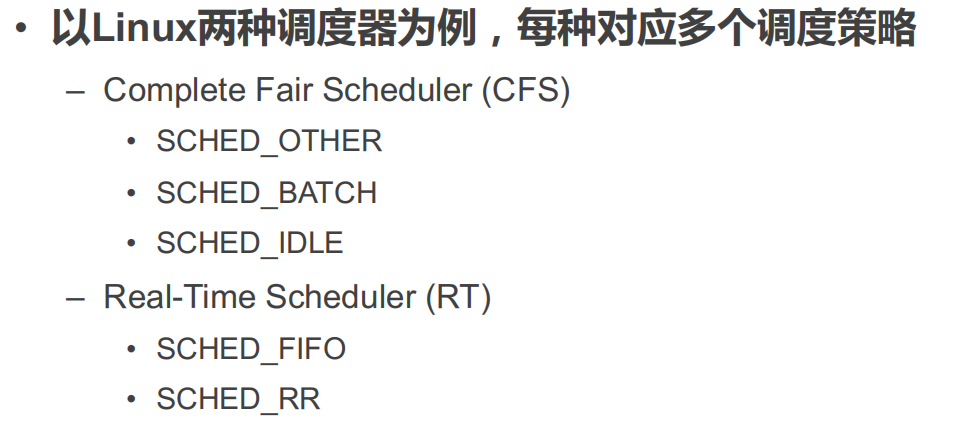 • 以Linux两种调度器为例，每种对应多个调度策略
– Complete Fair Scheduler (CFS)
• SCHED_OTHER
• SCHED_BATCH
• SCHED_IDLE
– Real-Time Scheduler (RT)
• SCHED_FIFO
• SCHED_RR